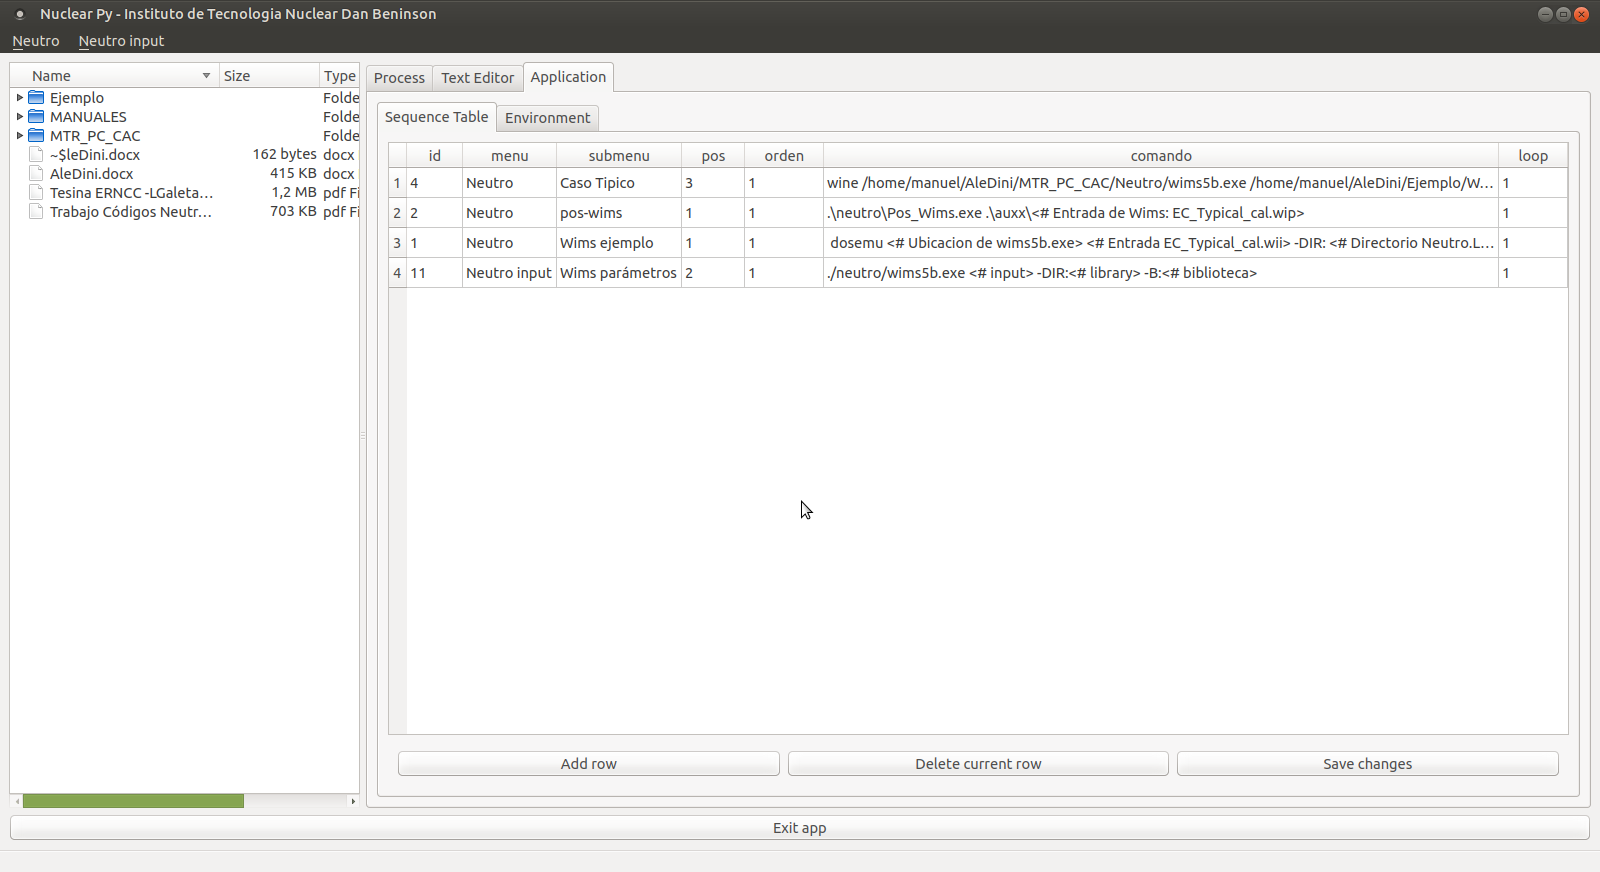 Nuclear Py - Instituto de Tecnologia Nuclear Dan Beninson
Neutro Neutro input
Name Size Type
Ejemplo Folde
MANUALES Folde
MTR_PC_CAC Folde
~$leDini.docx 162 bytes docx
AleDini.docx 415 KB docx
Tesina ERNCC -LGaleta... 1,2 MB pdf Fi
Trabajo Códigos Neutr... 703 KB pdf Fi
Process Text Editor Application
Sequence Table Environment
id menu submenu pos orden comando loop
1 4 Neutro Caso Tipico 3 1 wine /home/manuel/AleDini/MTR_PC_CAC/Neutro/wims5b.exe /home/manuel/AleDini/Ejemplo/W... 1
2 2 Neutro pos-wims 1 1 .\neutro\Pos_Wims.exe .\auxx\<# Entrada de Wims: EC_Typical_cal.wip> 1
3 1 Neutro Wims ejemplo 1 1 dosemu <# Ubicacion de wims5b.exe> <# Entrada EC_Typical_cal.wii> -DIR: <# Directorio Neutro.L... 1
4 11 Neutro input Wims parámetros 2 1 ./neutro/wims5b.exe <# input> -DIR:<# library> -B:<# biblioteca> 1
Add row Delete current row Save changes
Exit app